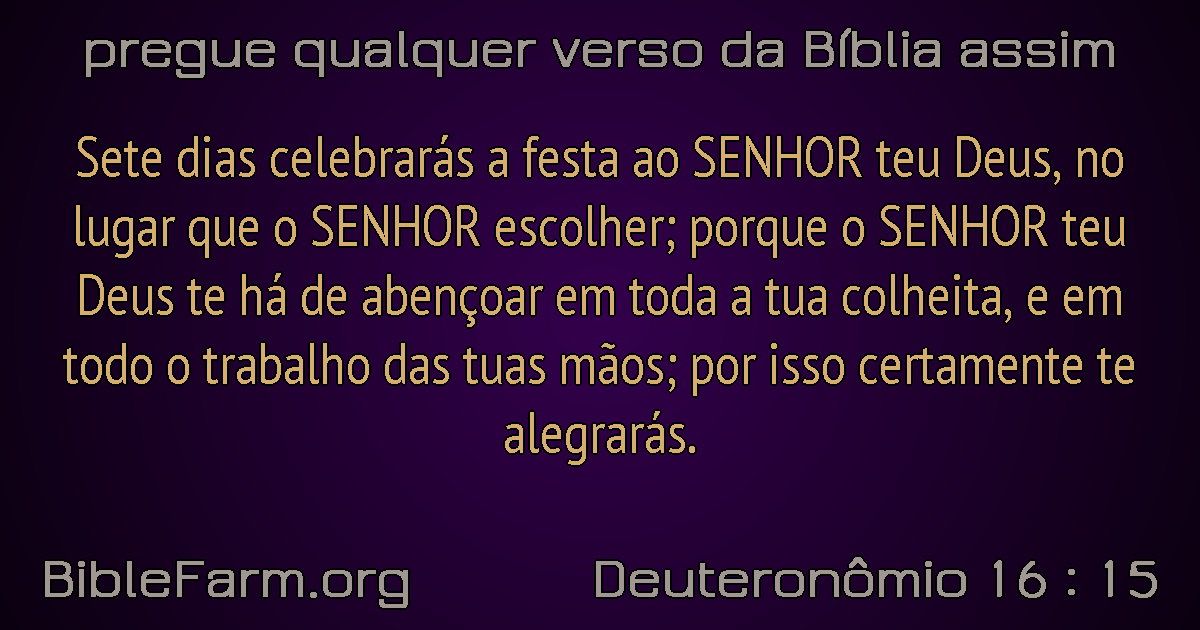 pregue qualquer verso da Bíblia assim
Sete dias celebrarás a festa ao SENHOR teu Deus, no
lugar que o SENHOR escolher; porque o SENHOR teu
Deus te há de abençoar em toda a tua colheita, e em
todo o trabalho das tuas mãos; por isso certamente te
alegrarás.
BibleFarm.org
Deuteronômio 16 : 15